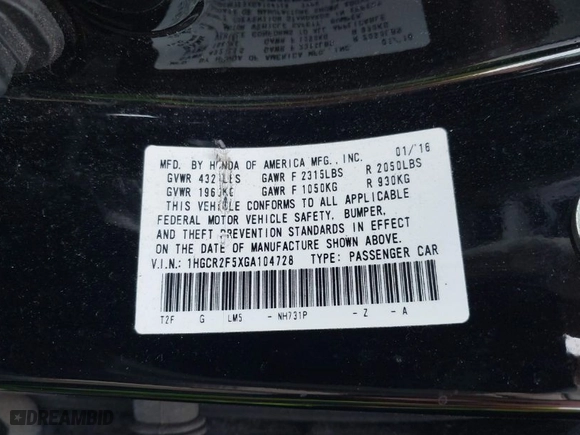 MFD. BY HONDA OF AMERICA MFG., INC. 01/'16
GVWR LBS GAWR F 2315LBS R 2050LBS
GVWR KG GAWR F 1050KG R 930KG
THIS VEHICLE CONFORMS TO ALL APPLICABLE
FEDERAL MOTOR VEHICLE SAFETY, BUMPER,
AND THEFT PREVENTION STANDARDS IN EFFECT
ON THE DATE OF MANUFACTURE SHOWN ABOVE.
V.I.N.: 1HGCR2F5XGA104728 TYPE: PASSENGER CAR
T2F G LM5 -NH731P -Z -A
DREAMBID